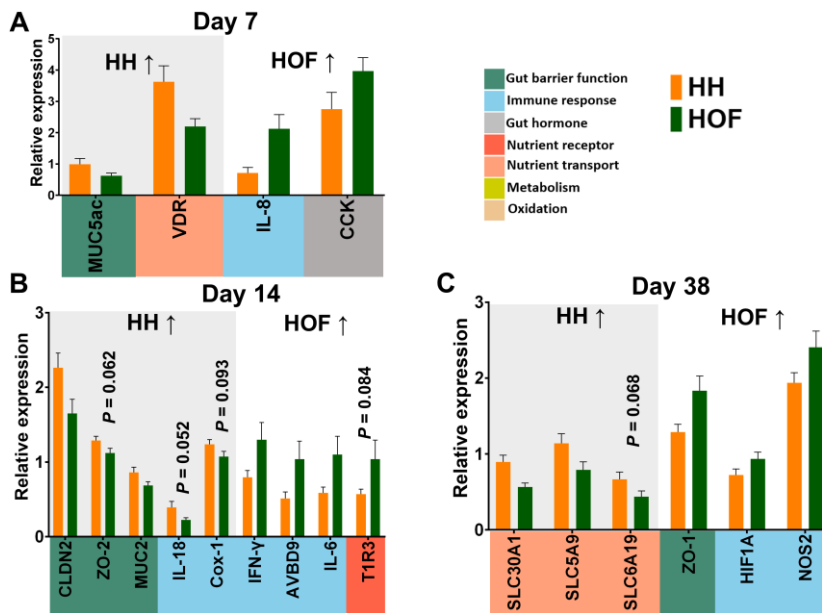 A
Day 7
HH ↑
HOF ↑
Relative expression
5
4
3
2
1
0
MUC5ac
VDR
IL-8
CCK
Gut barrier function
Immune response
Gut hormone
Nutrient receptor
Nutrient transport
Metabolism
Oxidation
HH
HOF
B
Day 14
HH ↑
HOF ↑
Relative expression
3
2
1
0
P = 0.062
P = 0.052
P = 0.093
P = 0.084
CLDN2
ZO-2
MUC2
IL-18
Cox-1
IFN-γ
AVBD9
IL-6
T1R3
C
Day 38
HH ↑
HOF ↑
Relative expression
3
2
1
0
P = 0.068
SLC30A1
SLC5A9
SLC6A19
ZO-1
HIF1A
NOS2